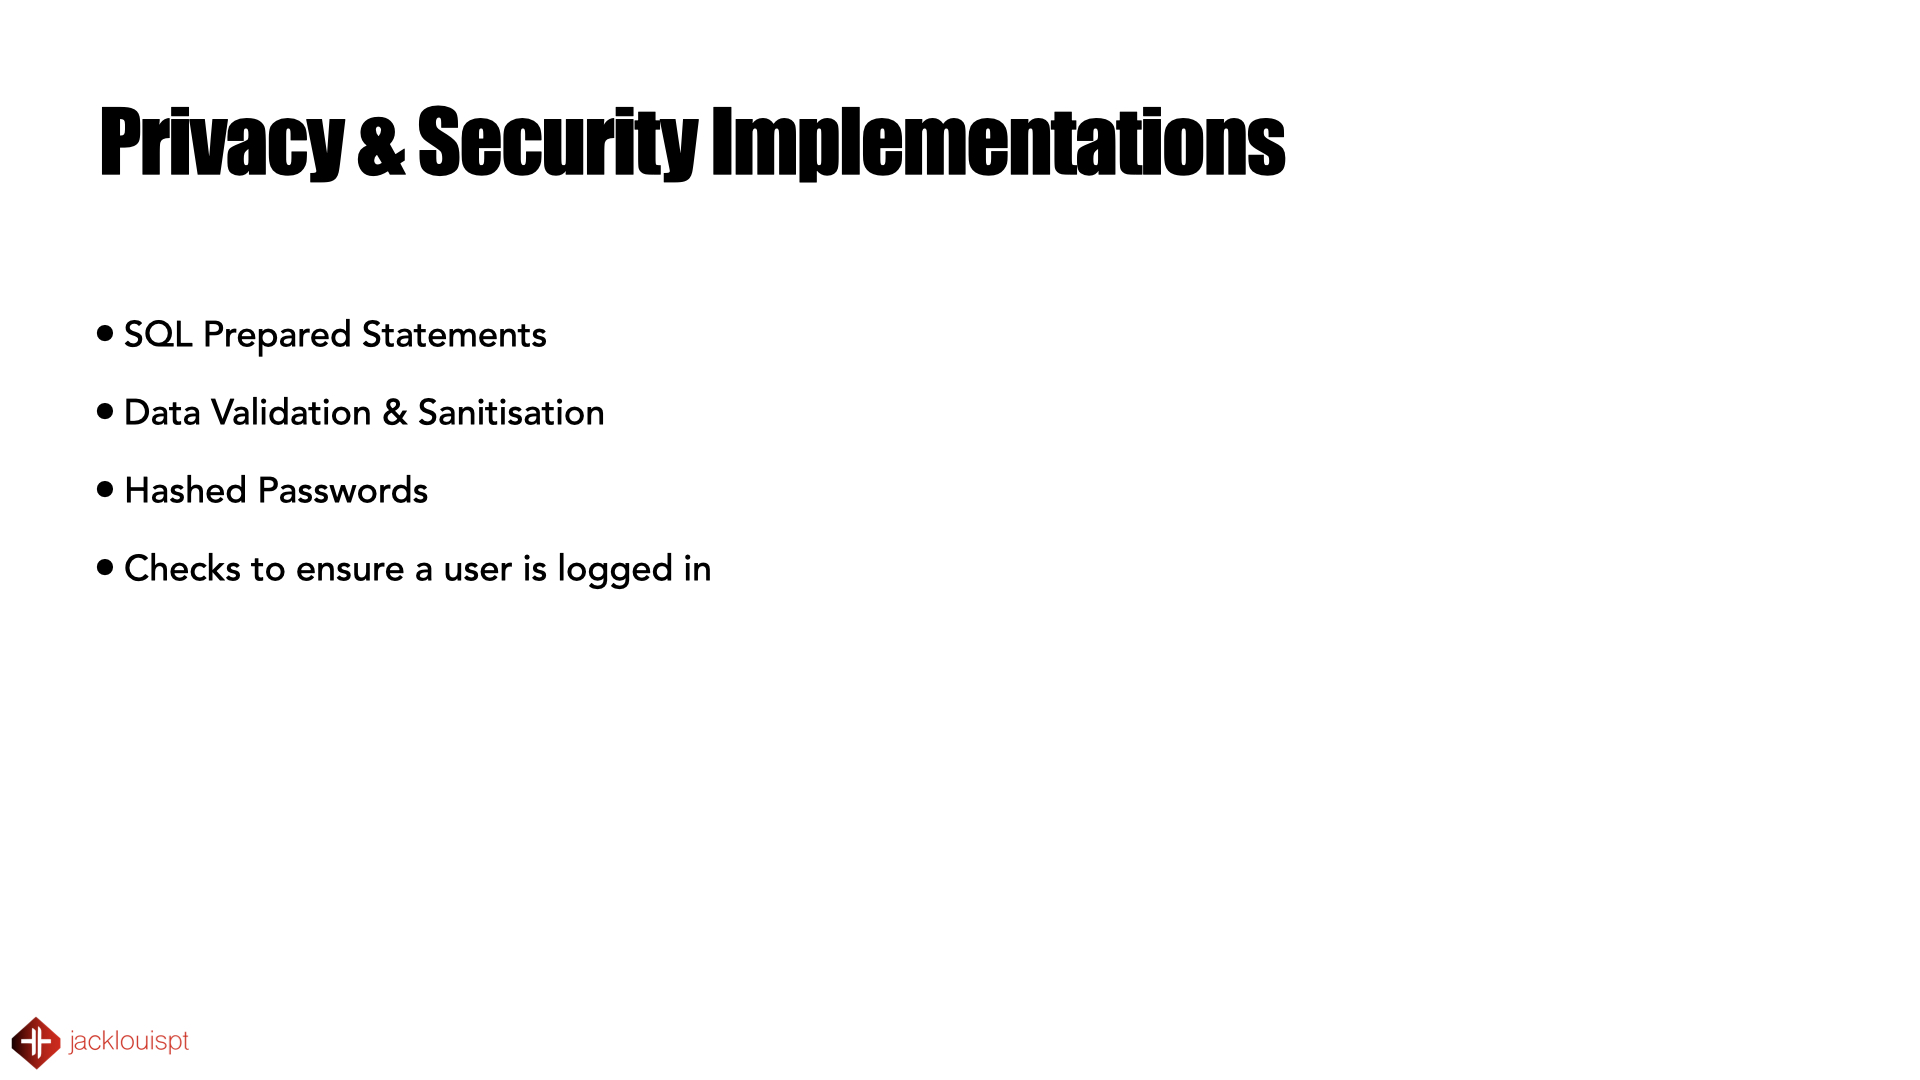 Privacy & Security Implementations
• SQL Prepared Statements
• Data Validation & Sanitisation
• Hashed Passwords
• Checks to ensure a user is logged in
jacklouispt